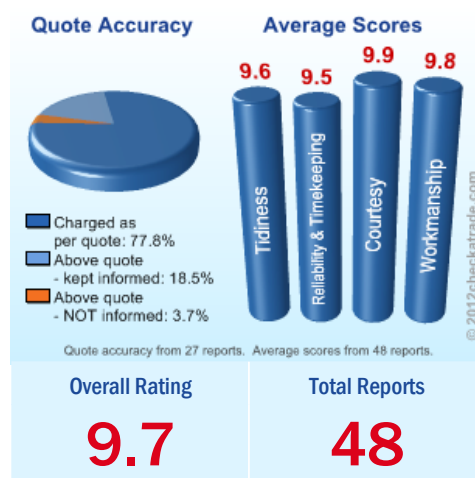 Quote Accuracy
Average Scores
9.6
9.5
9.9
9.8
Tidiness
Reliability & Timekeeping
Courtesy
Workmanship
Charged as
per quote: 77.8%
Above quote
- kept informed: 18.5%
Above quote
- NOT informed: 3.7%
© 2012checkatrade.com
Quote accuracy from 27 reports. Average scores from 48 reports.
Overall Rating
9.7
Total Reports
48